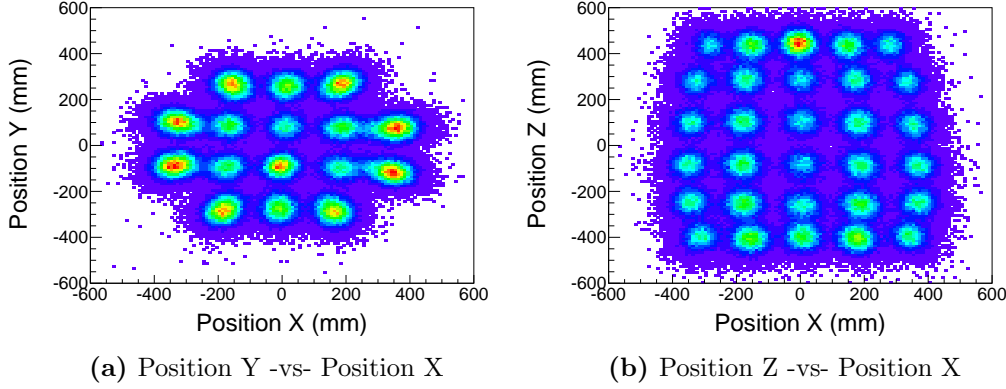 600
400
200
0
-200
-400
-600
-600 -400 -200 0 200 400 600
Position Y (mm)
Position X (mm)
600
400
200
0
-200
-400
-600
-600 -400 -200 0 200 400 600
Position Z (mm)
Position X (mm)
(a) Position Y -vs- Position X
(b) Position Z -vs- Position X